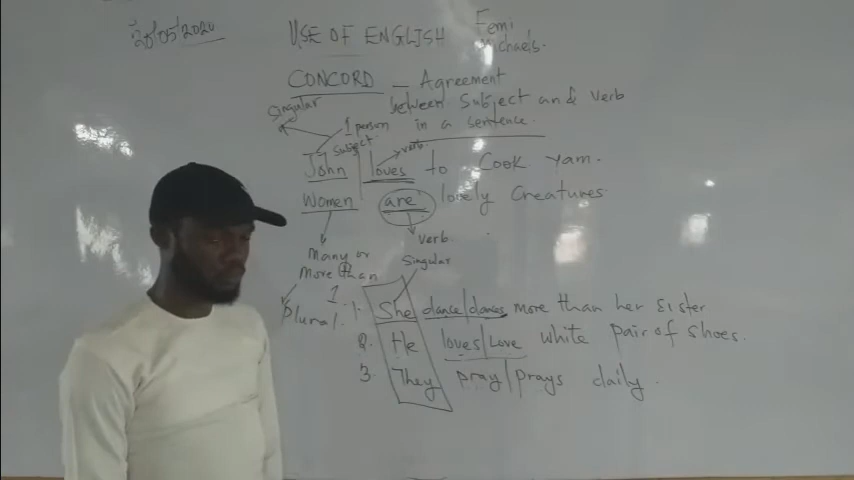 20/05/2020
USE OF ENGLISH
Femi
Michaels.
CONCORD - Agreement
between Subject and Verb
in a sentence.
Singular
1 person
Subject
verb
John loves to Cook yam.
Women are lovely Creatures
Many or
more than
1.
Plural.
verb
Singular
1. She dance/dances more than her sister
2. He loves/Love white pair of shoes.
3. They pray/prays daily.